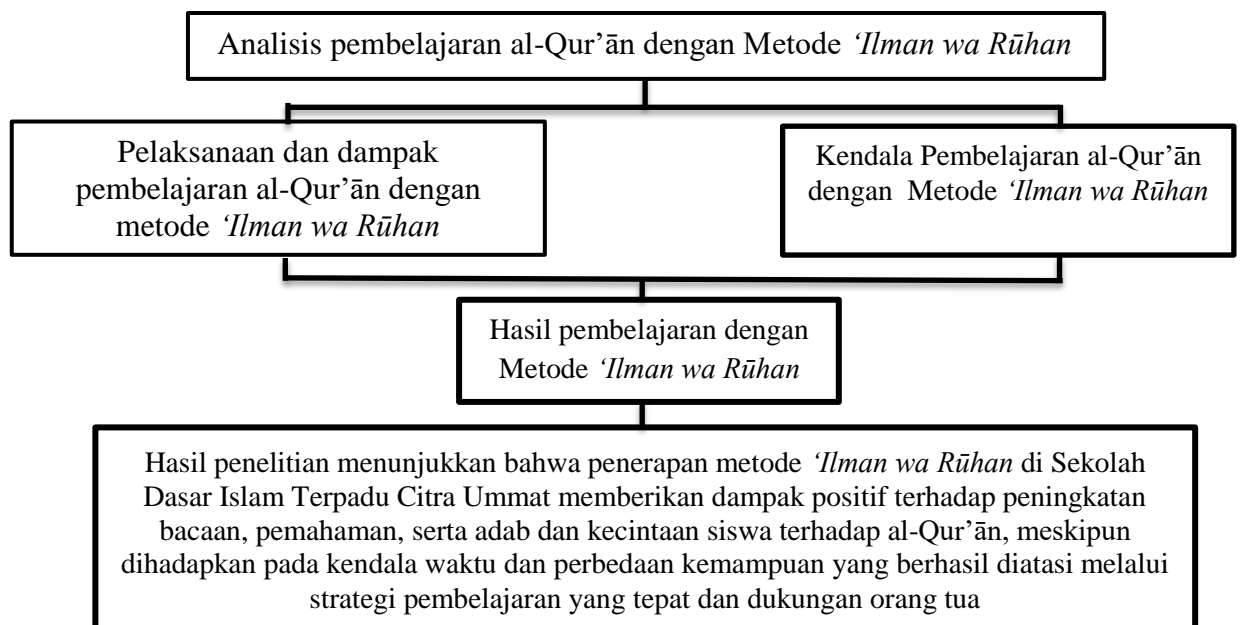 Analisis pembelajaran al-Qur’ān dengan Metode ‘Ilman wa Rūhan
Pelaksanaan dan dampak
pembelajaran al-Qur’ān dengan
metode ‘Ilman wa Rūhan
Kendala Pembelajaran al-Qur’ān
dengan Metode ‘Ilman wa Rūhan
Hasil pembelajaran dengan
Metode ‘Ilman wa Rūhan
Hasil penelitian menunjukkan bahwa penerapan metode ‘Ilman wa Rūhan di Sekolah
Dasar Islam Terpadu Citra Ummat memberikan dampak positif terhadap peningkatan
bacaan, pemahaman, serta adab dan kecintaan siswa terhadap al-Qur’ān, meskipun
dihadapkan pada kendala waktu dan perbedaan kemampuan yang berhasil diatasi melalui
strategi pembelajaran yang tepat dan dukungan orang tua